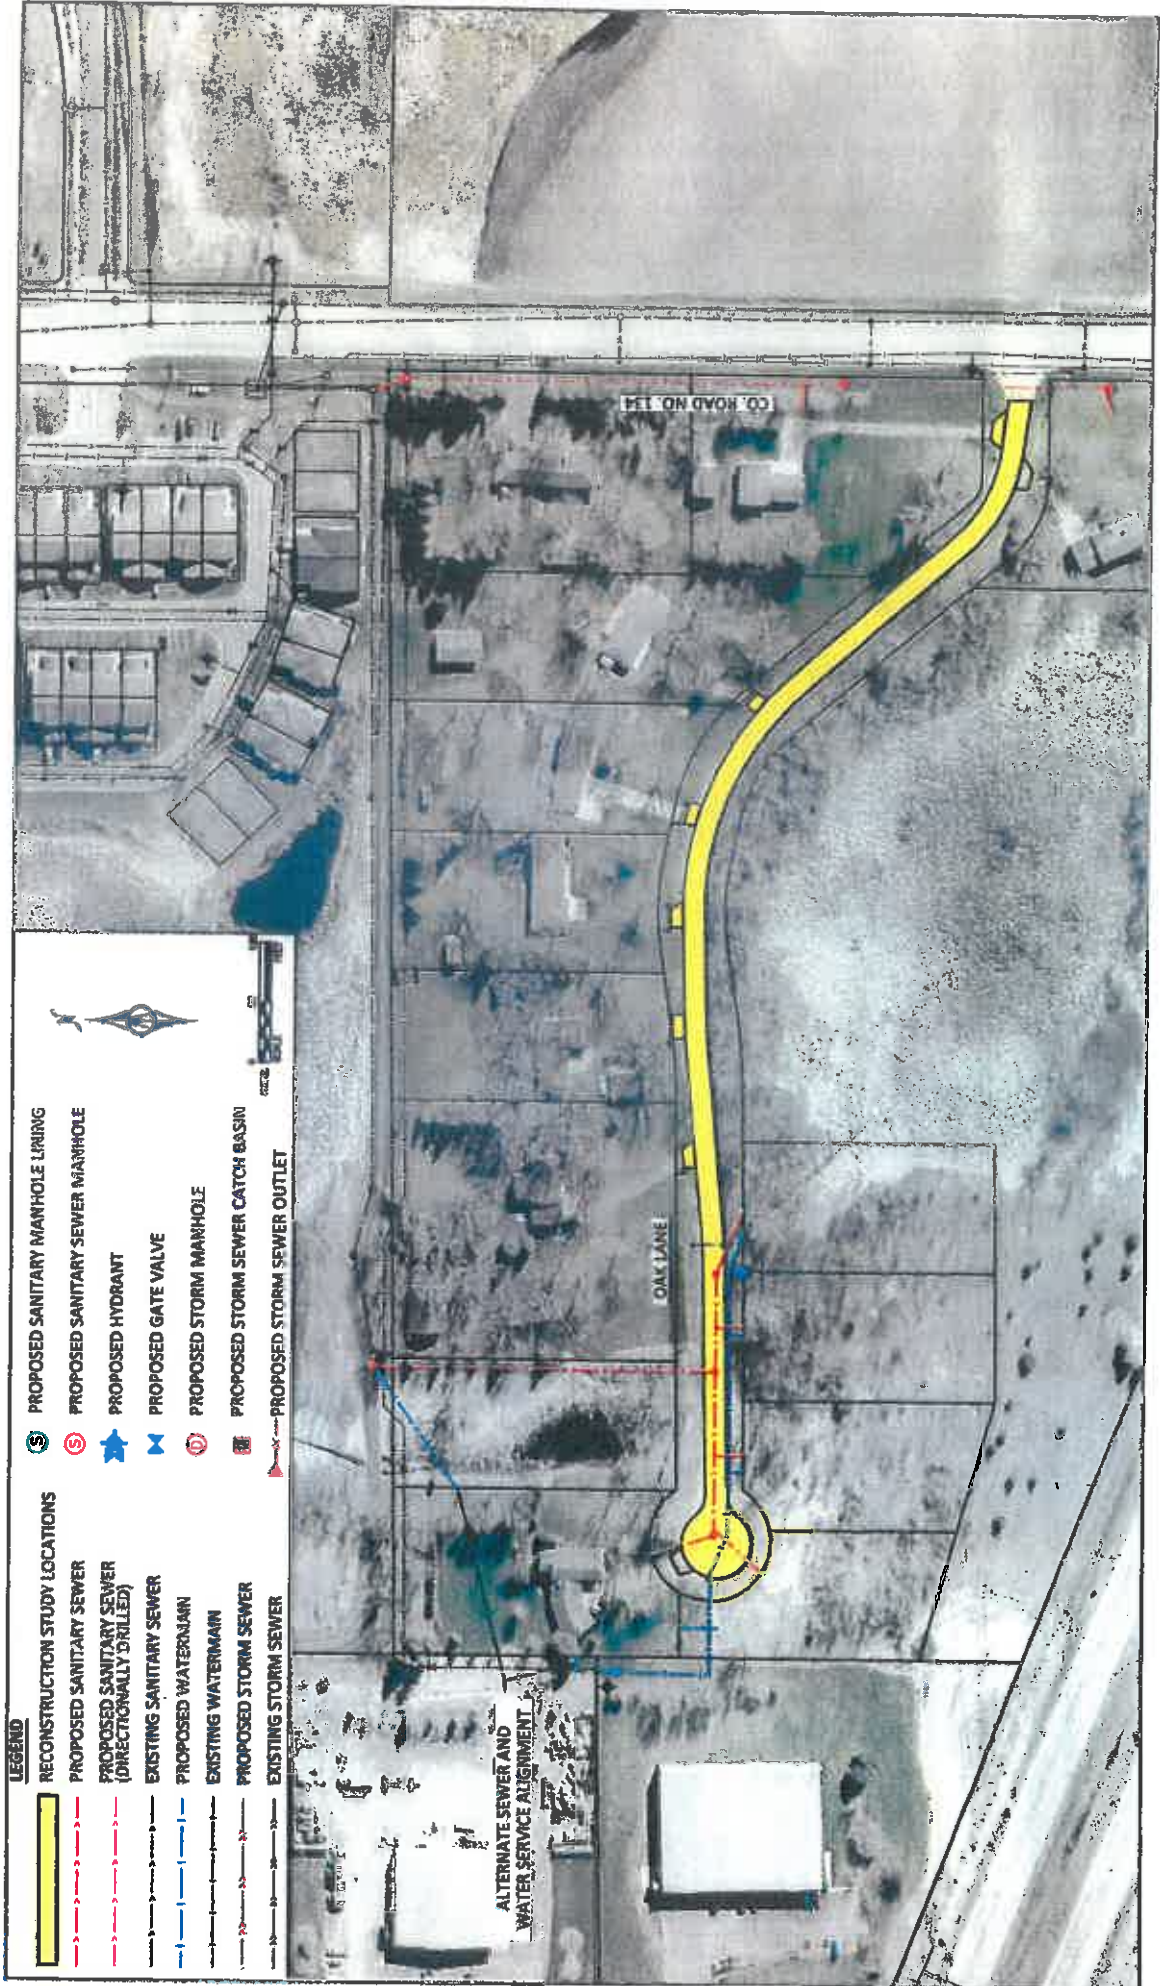 LEGEND
RECONSTRUCTION STUDY LOCATIONS
PROPOSED SANITARY SEWER
PROPOSED SANITARY SEWER
(DIRECTIONALLY DRILLED)
EXISTING SANITARY SEWER
PROPOSED WATERMAIN
EXISTING WATERMAIN
PROPOSED STORM SEWER
EXISTING STORM SEWER
S PROPOSED SANITARY MANHOLE LINING
S PROPOSED SANITARY SEWER MANHOLE
PROPOSED HYDRANT
PROPOSED GATE VALVE
D PROPOSED STORM MANHOLE
PROPOSED STORM SEWER CATCH BASIN
PROPOSED STORM SEWER OUTLET
ALTERNATE SEWER AND
WATER SERVICE ALIGNMENT
OAK LANE
CO. ROAD NO. 134